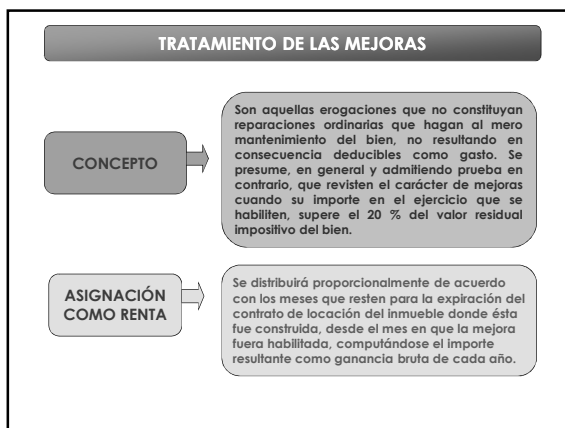 TRATAMIENTO DE LAS MEJORAS
CONCEPTO
Son aquellas erogaciones que no constituyan
reparaciones ordinarias que hagan al mero
mantenimiento del bien, no resultando en
consecuencia deducibles como gasto. Se
presume, en general y admitiendo prueba en
contrario, que revisten el carácter de mejoras
cuando su importe en el ejercicio que se
habiliten, supere el 20 % del valor residual
impositivo del bien.
ASIGNACIÓN
COMO RENTA
Se distribuirá proporcionalmente de acuerdo
con los meses que resten para la expiración del
contrato de locación del inmueble donde ésta
fue construida, desde el mes en que la mejora
fuera habilitada, computándose el importe
resultante como ganancia bruta de cada año.